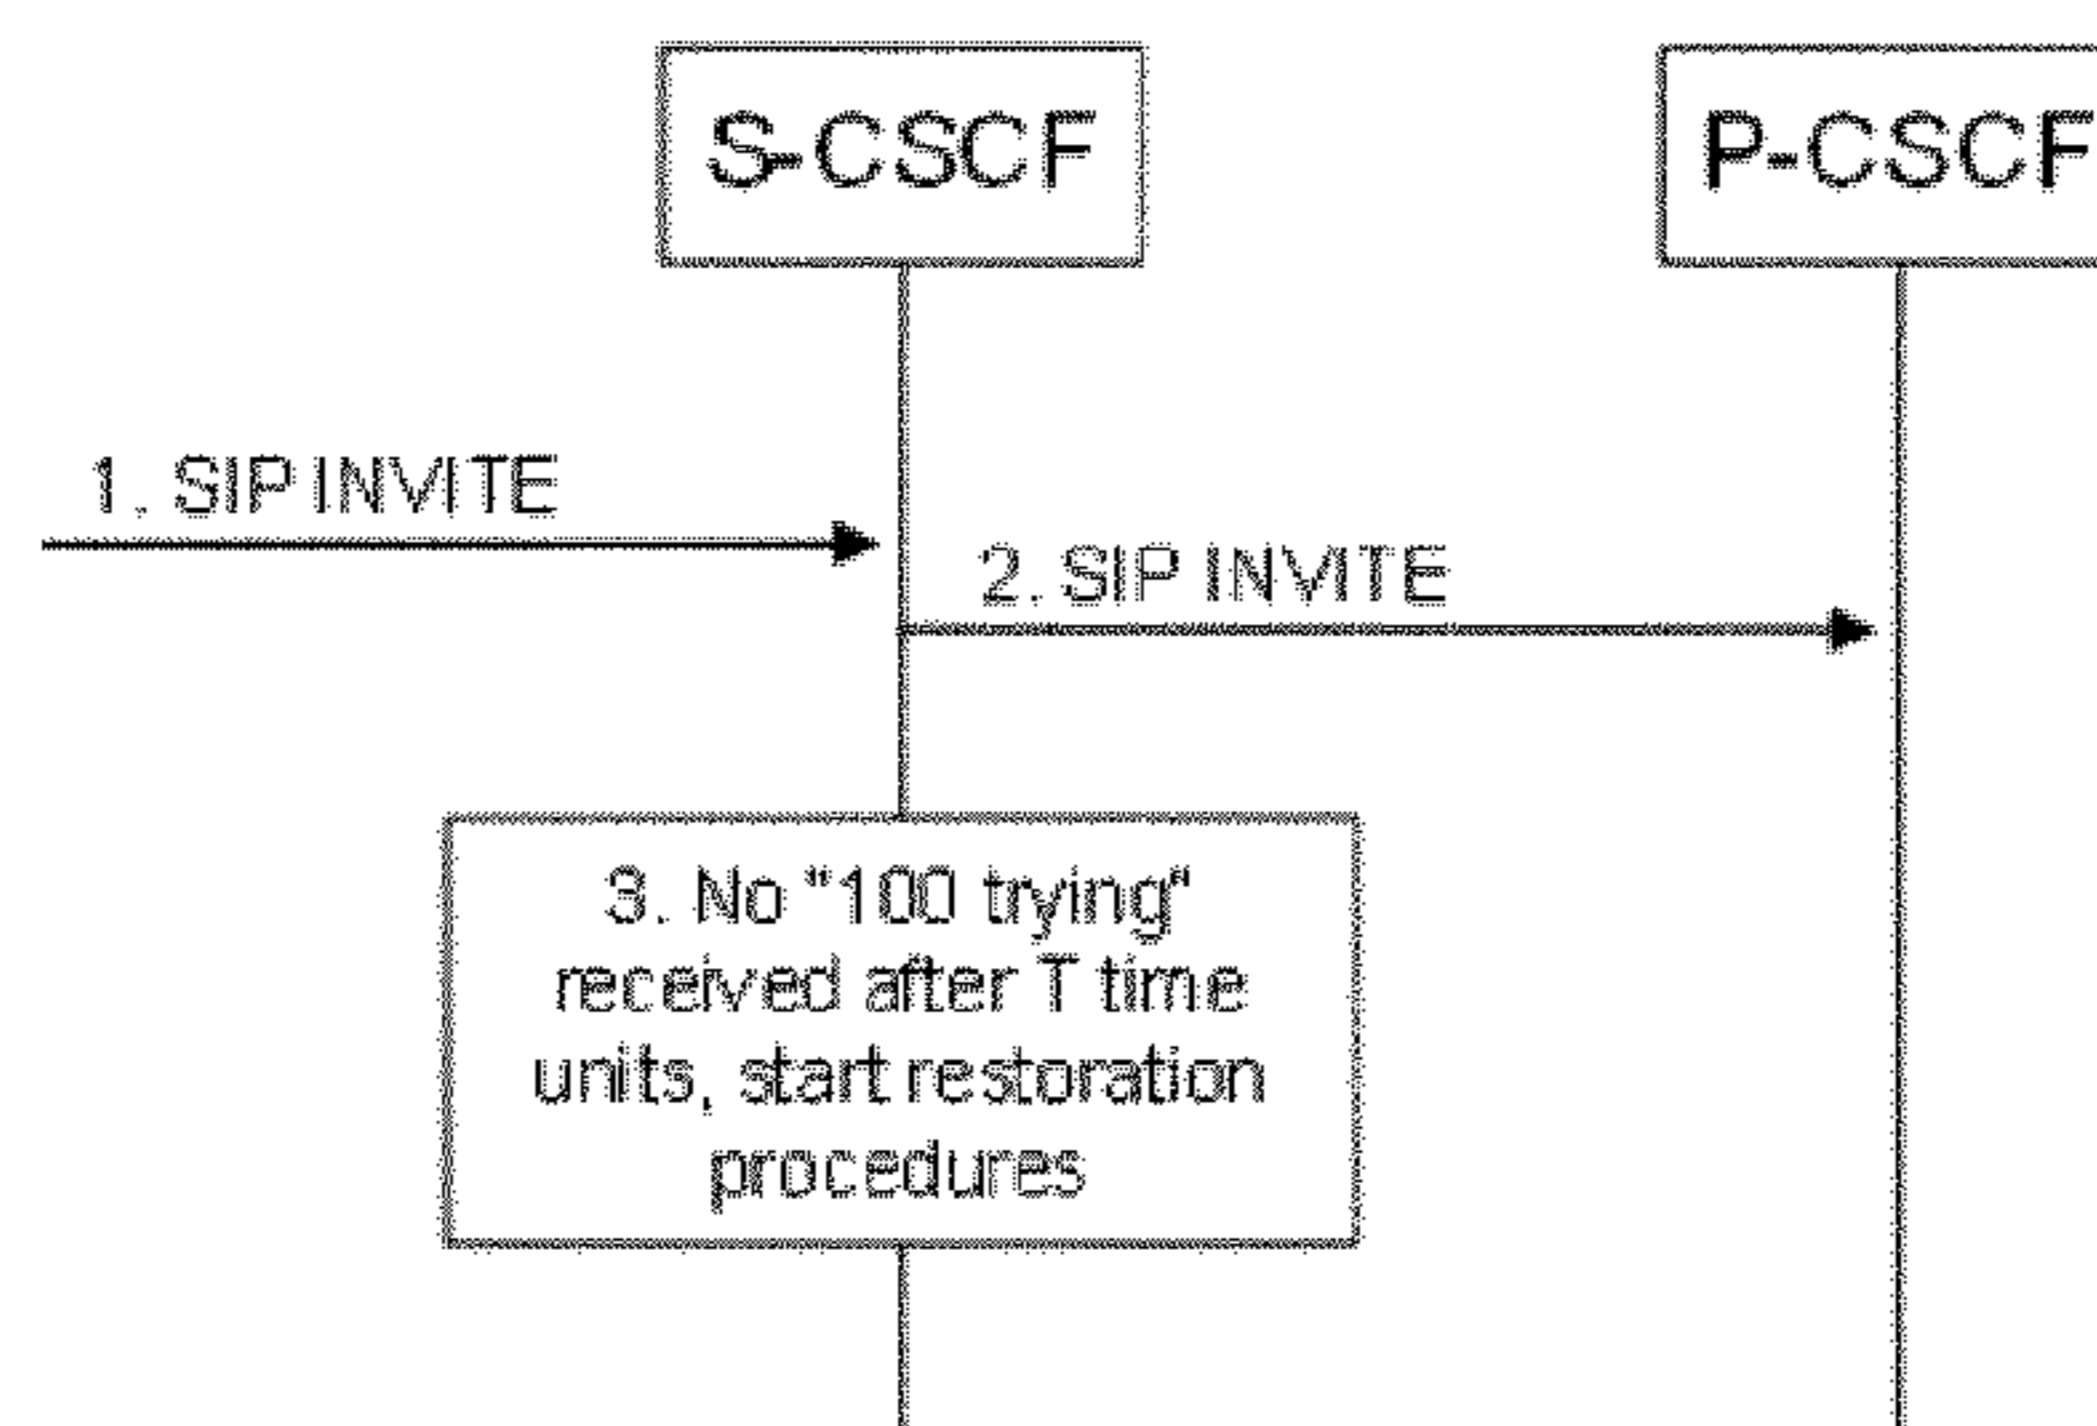 S-CSCF
P-CSCF
1. SIP INVITE
2. SIP INVITE
3. No "100 trying"
received after T time
units, start restoration
procedures